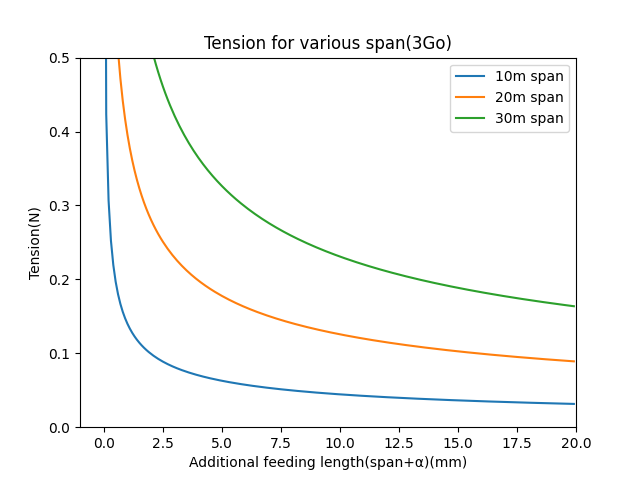 Tension for various span(3Go)
0.5
0.4
0.3
0.2
0.1
0.0
Tension(N)
10m span
20m span
30m span
0.0 2.5 5.0 7.5 10.0 12.5 15.0 17.5 20.0
Additional feeding length(span+α)(mm)